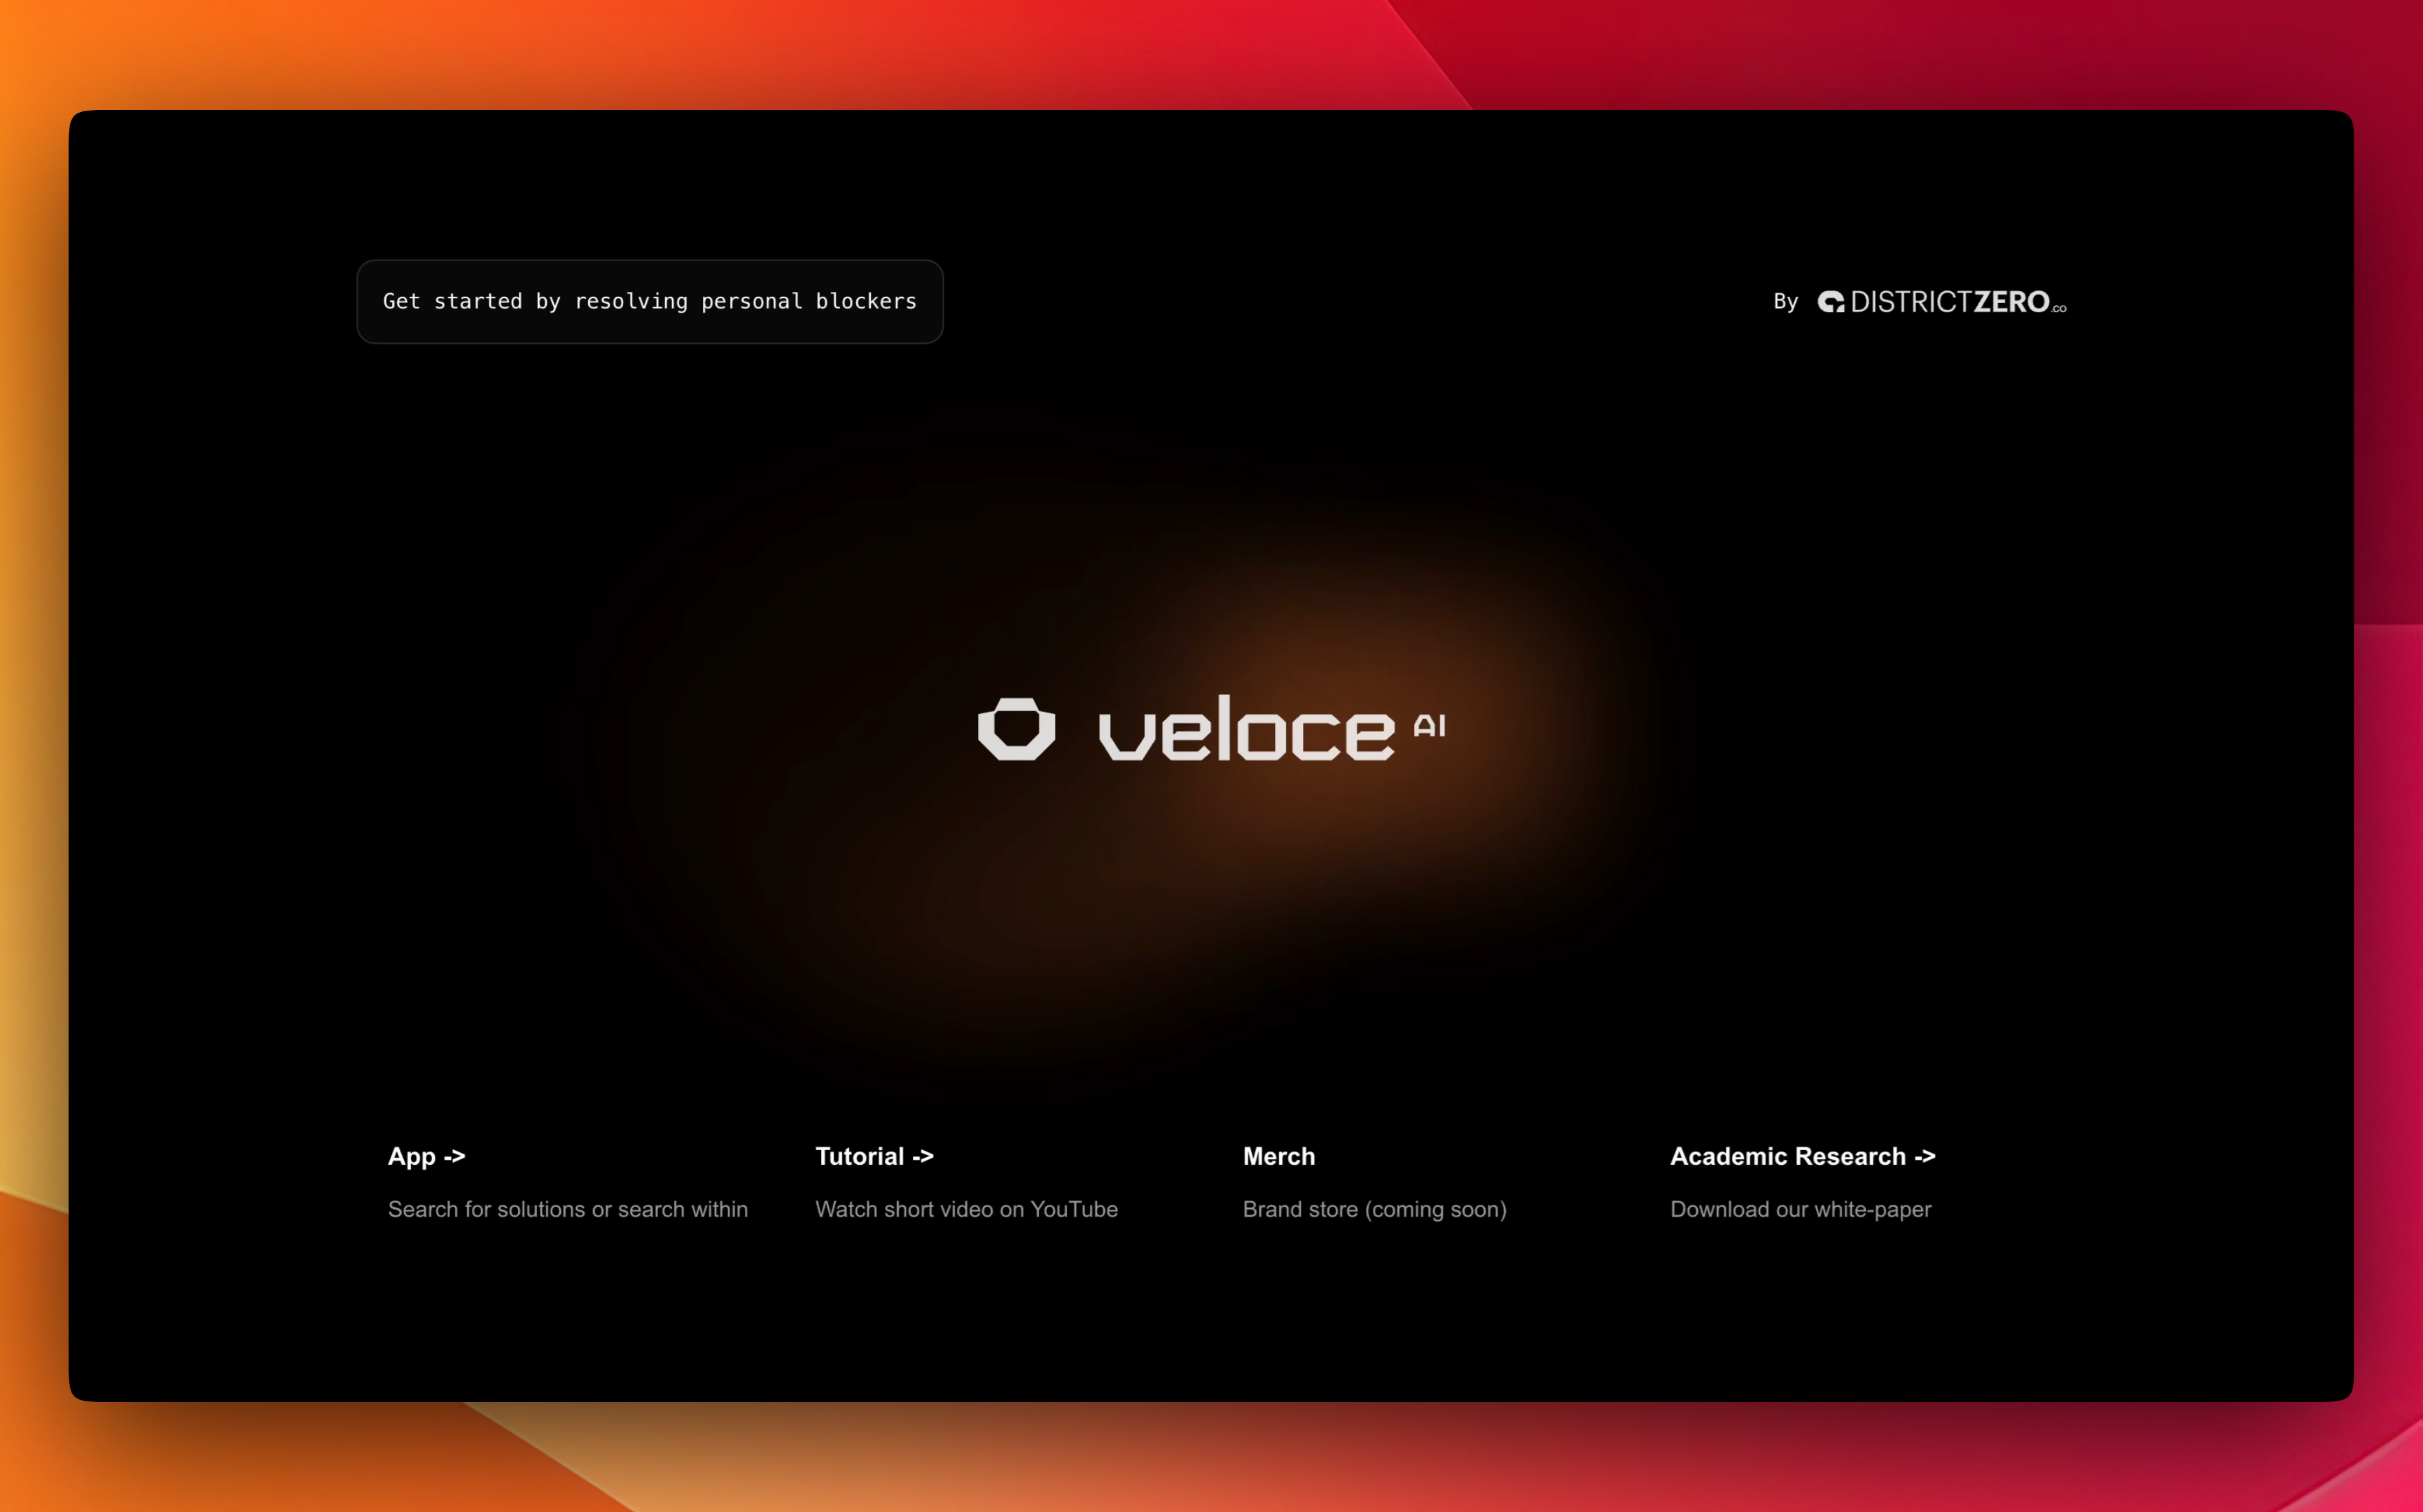 Get started by resolving personal blockers
By DISTRICTZERO.co
veloce AI
App ->
Search for solutions or search within
Tutorial ->
Watch short video on YouTube
Merch
Brand store (coming soon)
Academic Research ->
Download our white-paper